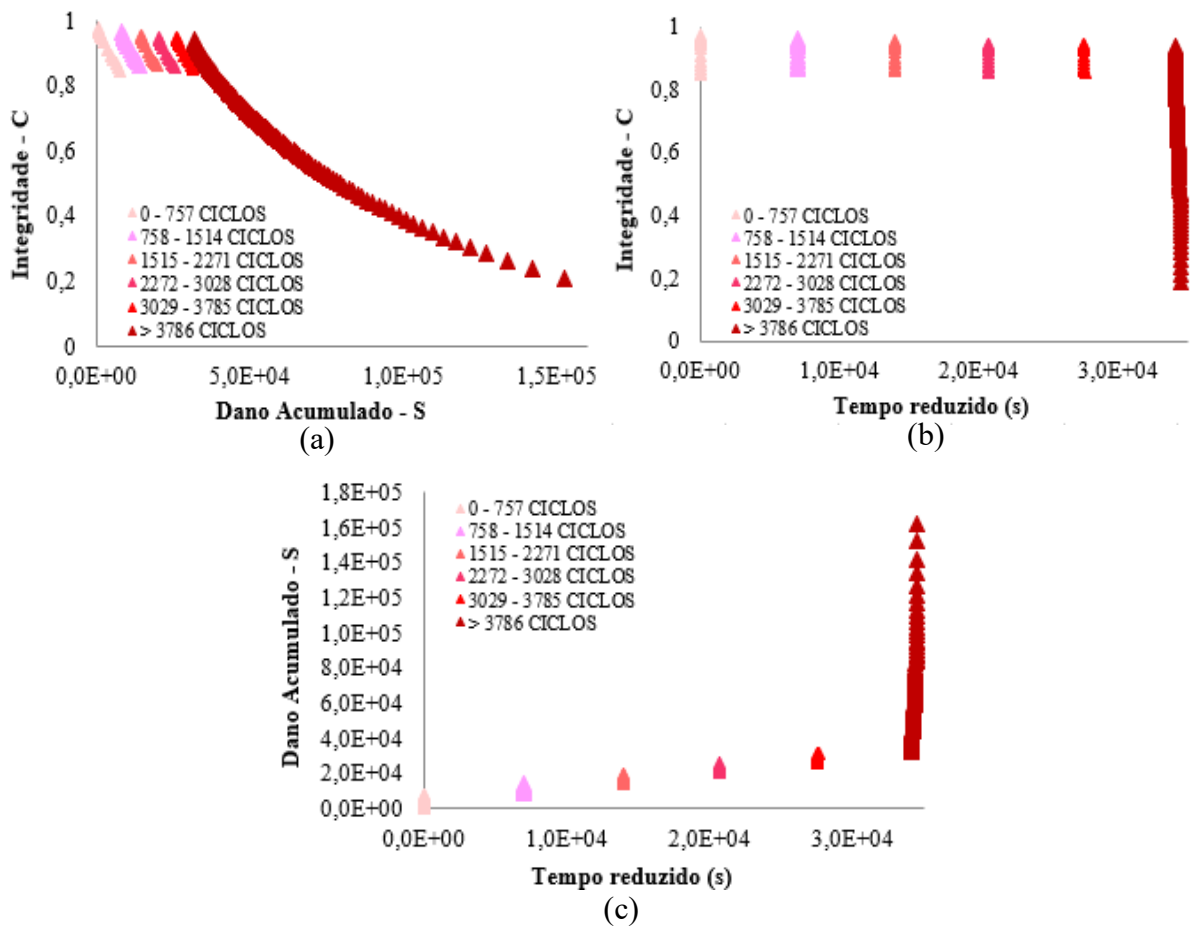 1
0,8
0,6
0,4
0,2
0
Integridade - C
0 - 757 CICLOS
758 - 1514 CICLOS
1515 - 2271 CICLOS
2272 - 3028 CICLOS
3029 - 3785 CICLOS
> 3786 CICLOS
0,0E+00 5,0E+04 1,0E+05 1,5E+05
Dano Acumulado - S
(a)
1
0,8
0,6
0,4
0,2
0
Integridade - C
0 - 757 CICLOS
758 - 1514 CICLOS
1515 - 2271 CICLOS
2272 - 3028 CICLOS
3029 - 3785 CICLOS
> 3786 CICLOS
0,0E+00 1,0E+04 2,0E+04 3,0E+04
Tempo reduzido (s)
(b)
1,8E+05
1,6E+05
1,4E+05
1,2E+05
1,0E+05
8,0E+04
6,0E+04
4,0E+04
2,0E+04
0,0E+00
Dano Acumulado - S
0 - 757 CICLOS
758 - 1514 CICLOS
1515 - 2271 CICLOS
2272 - 3028 CICLOS
3029 - 3785 CICLOS
> 3786 CICLOS
0,0E+00 1,0E+04 2,0E+04 3,0E+04
Tempo reduzido (s)
(c)